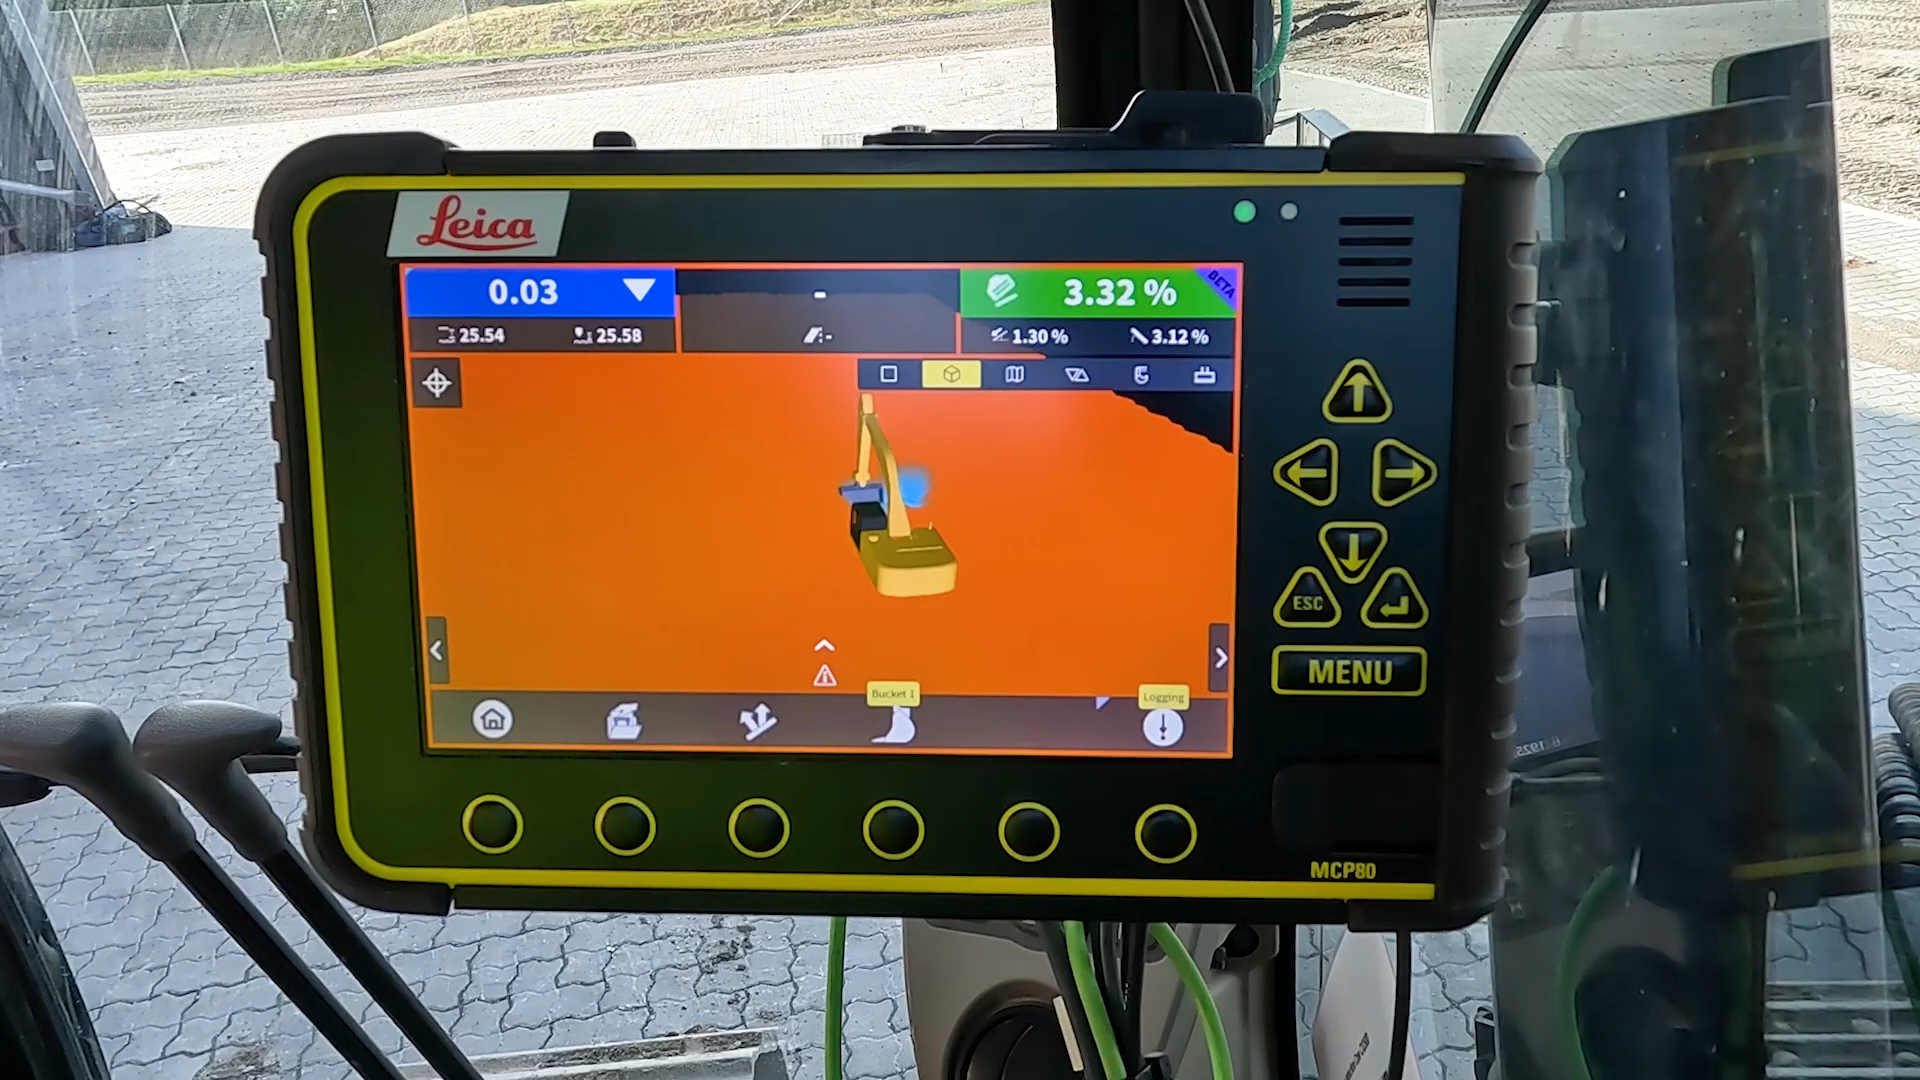 Leica
0.03
3.32 %
BETA
25.54
25.58
-
1.30 %
3.12 %
Bucket 1
Logging
ESC
MENU
MCP80